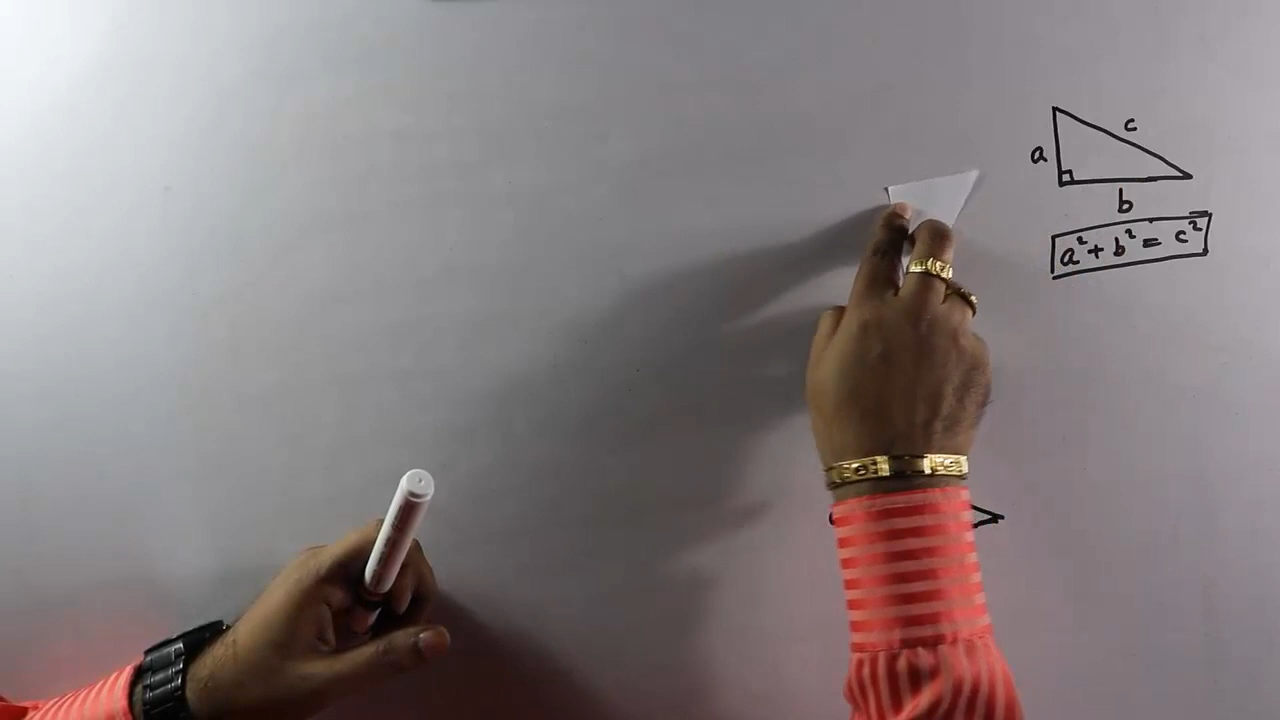 c
a
b
a² + b² = c²